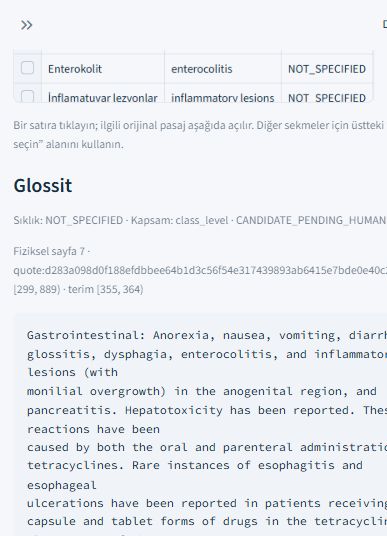 »
Enterokolit enterocolitis NOT_SPECIFIED
İnflamatuvar lezyonlar inflammatory lesions NOT_SPECIFIED
Bir satıra tıklayın; ilgili orijinal pasaj aşağıda açılır. Diğer sekmeler için üstteki
seçin” alanını kullanın.
Glossit
Sıklık: NOT_SPECIFIED · Kapsam: class_level · CANDIDATE_PENDING_HUMAN
Fiziksel sayfa 7 ·
quote:d283a098d0f188efdbbee64b1d3c56f54e317439893ab6415e7bde0e40c
[299, 889) · terim [355, 364)
Gastrointestinal: Anorexia, nausea, vomiting, diarrh
glossitis, dysphagia, enterocolitis, and inflammator
lesions (with
monilial overgrowth) in the anogenital region, and
pancreatitis. Hepatotoxicity has been reported. Thes
reactions have been
caused by both the oral and parenteral administratio
tetracyclines. Rare instances of esophagitis and
esophageal
ulcerations have been reported in patients receiving
capsule and tablet forms of drugs in the tetracyclin